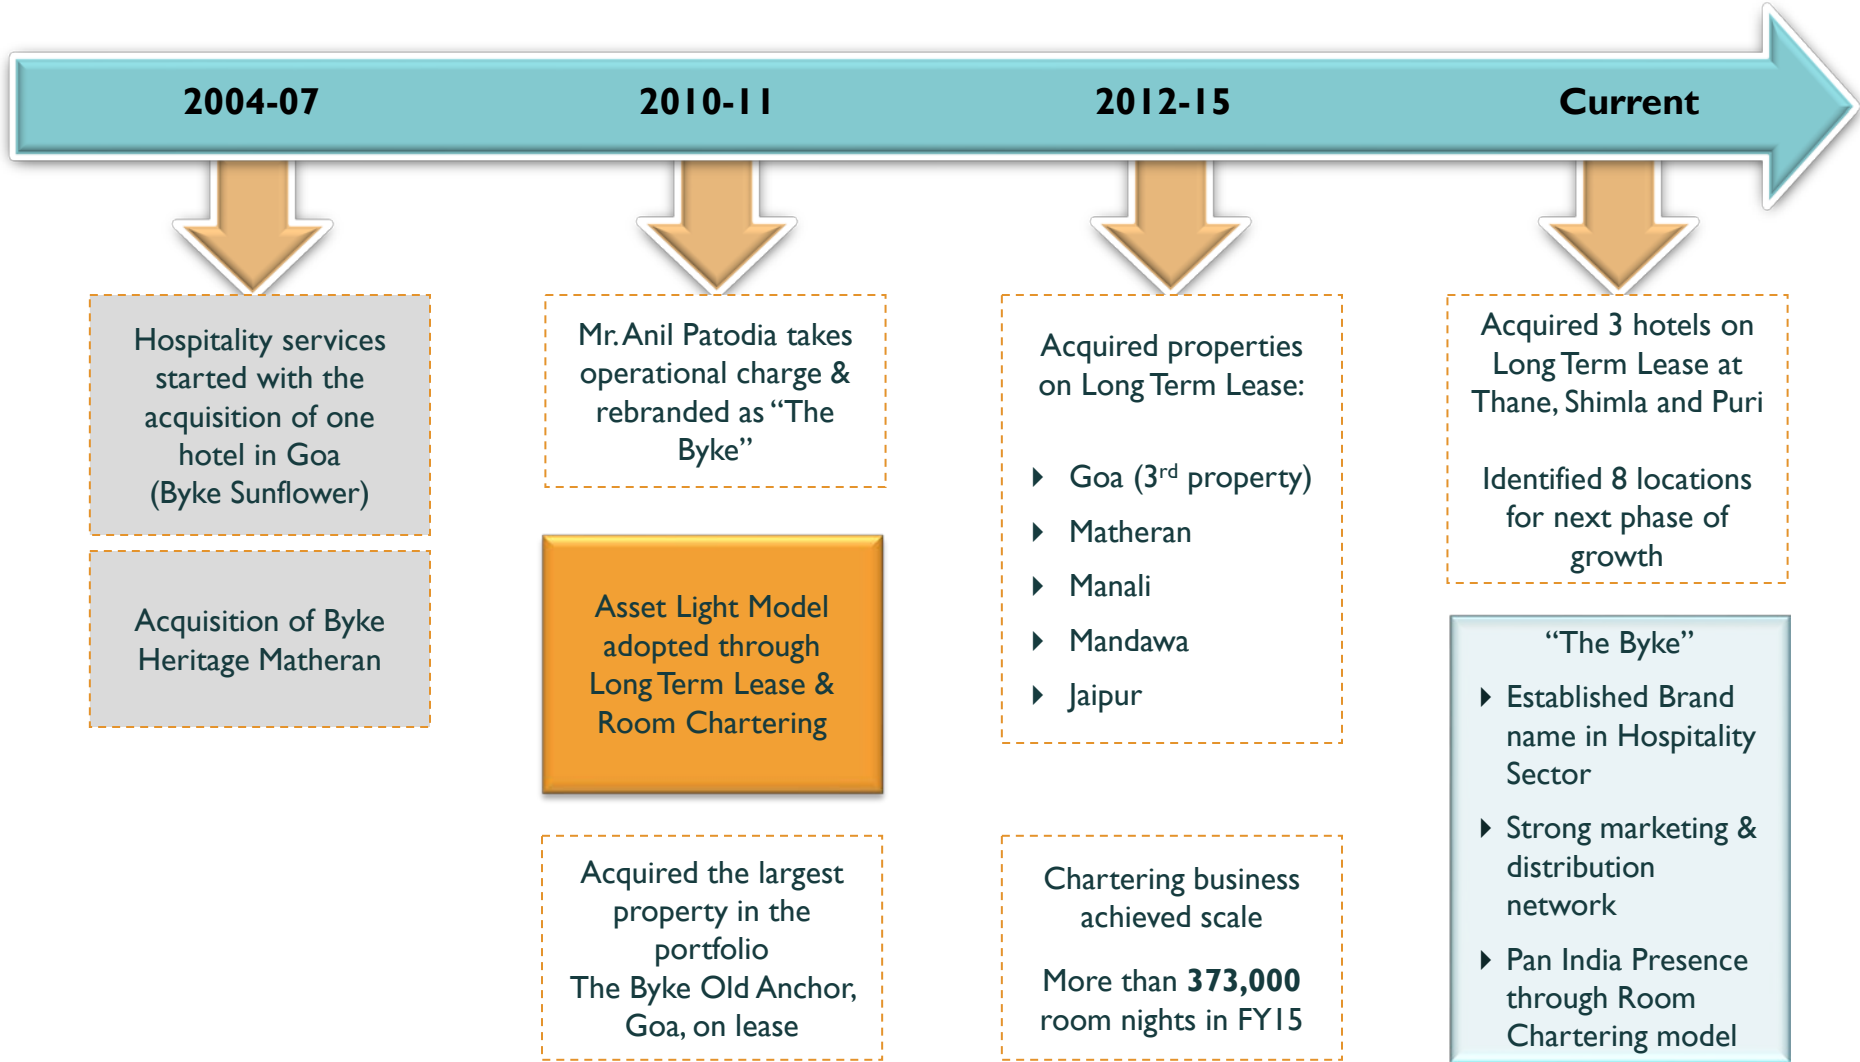 2004-07
2010-11
2012-15
Current
Hospitality services
started with the
acquisition of one
hotel in Goa
(Byke Sunflower)
Acquisition of Byke
Heritage Matheran
Mr. Anil Patodia takes
operational charge &
rebranded as “The
Byke”
Asset Light Model
adopted through
Long Term Lease &
Room Chartering
Acquired the largest
property in the
portfolio
The Byke Old Anchor,
Goa, on lease
Acquired properties
on Long Term Lease:
Goa (3rd property)
Matheran
Manali
Mandawa
Jaipur
Chartering business
achieved scale
More than 373,000
room nights in FY15
Acquired 3 hotels on
Long Term Lease at
Thane, Shimla and Puri
Identified 8 locations
for next phase of
growth
“The Byke”
Established Brand
name in Hospitality
Sector
Strong marketing &
distribution
network
Pan India Presence
through Room
Chartering model